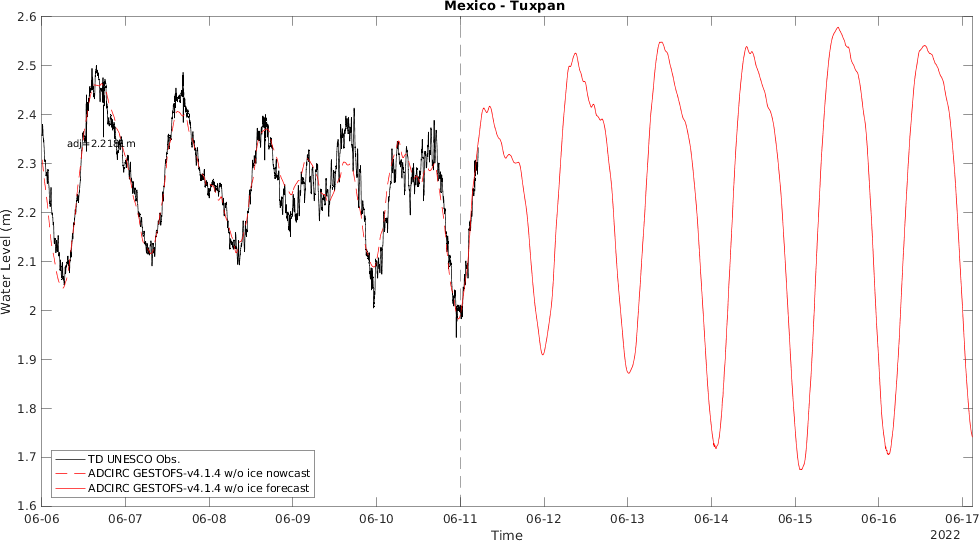 Mexico - Tuxpan
2.6
2.5
2.4
2.3
2.2
2.1
2
1.9
1.8
1.7
1.6
Water Level (m)
TD UNESCO Obs.
ADCIRC GESTOFS-v4.1.4 w/o ice nowcast
ADCIRC GESTOFS-v4.1.4 w/o ice forecast
06-06 06-07 06-08 06-09 06-10 06-11 06-12 06-13 06-14 06-15 06-16 06-17
Time
2022